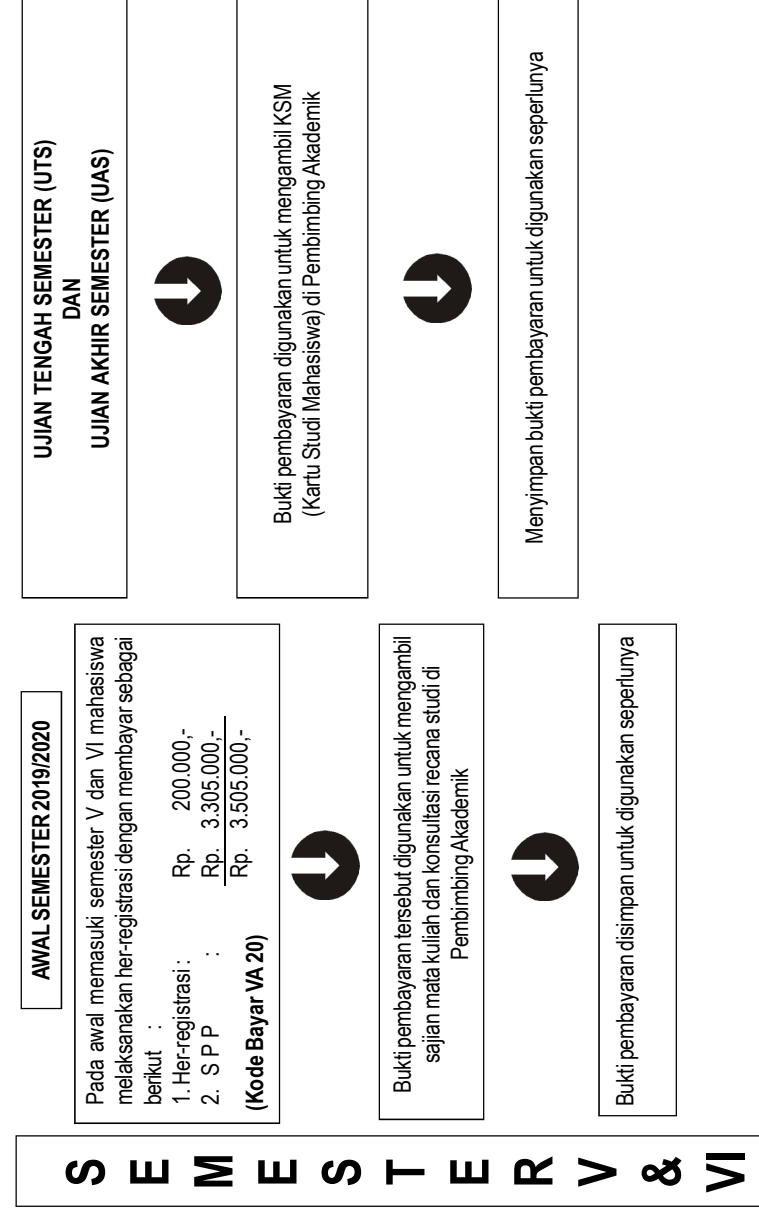 SEMESTER V & VI
AWAL SEMESTER 2019/2020
Pada awal memasuki semester V dan VI mahasiswa
melaksanakan her-registrasi dengan membayar sebagai
berikut :
1. Her-registrasi : Rp. 200.000,-
2. S P P : Rp. 3.305.000,-
Rp. 3.505.000,-
(Kode Bayar VA 20)
Bukti pembayaran tersebut digunakan untuk mengambil
sajian mata kuliah dan konsultasi recana studi di
Pembimbing Akademik
Bukti pembayaran disimpan untuk digunakan seperlunya
UJIAN TENGAH SEMESTER (UTS)
DAN
UJIAN AKHIR SEMESTER (UAS)
Bukti pembayaran digunakan untuk mengambil KSM
(Kartu Studi Mahasiswa) di Pembimbing Akademik
Menyimpan bukti pembayaran untuk digunakan seperlunya